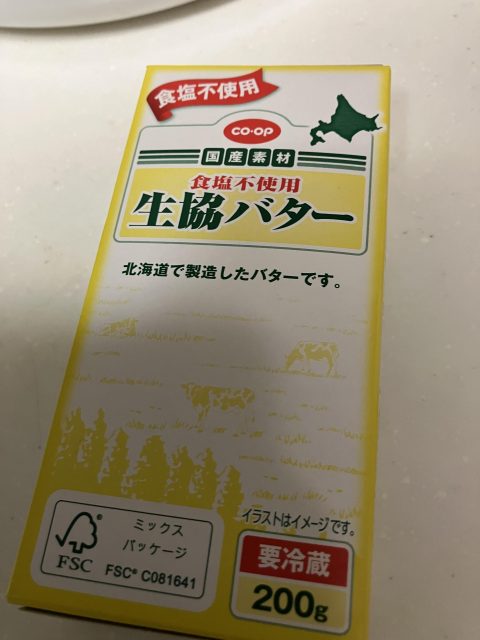 食塩不使用
CO·OP
国産素材
食塩不使用
生協バター
北海道で製造したバターです。
イラストはイメージです。
ミックス
パッケージ
FSC® C081641
®
FSC
要冷蔵
200g